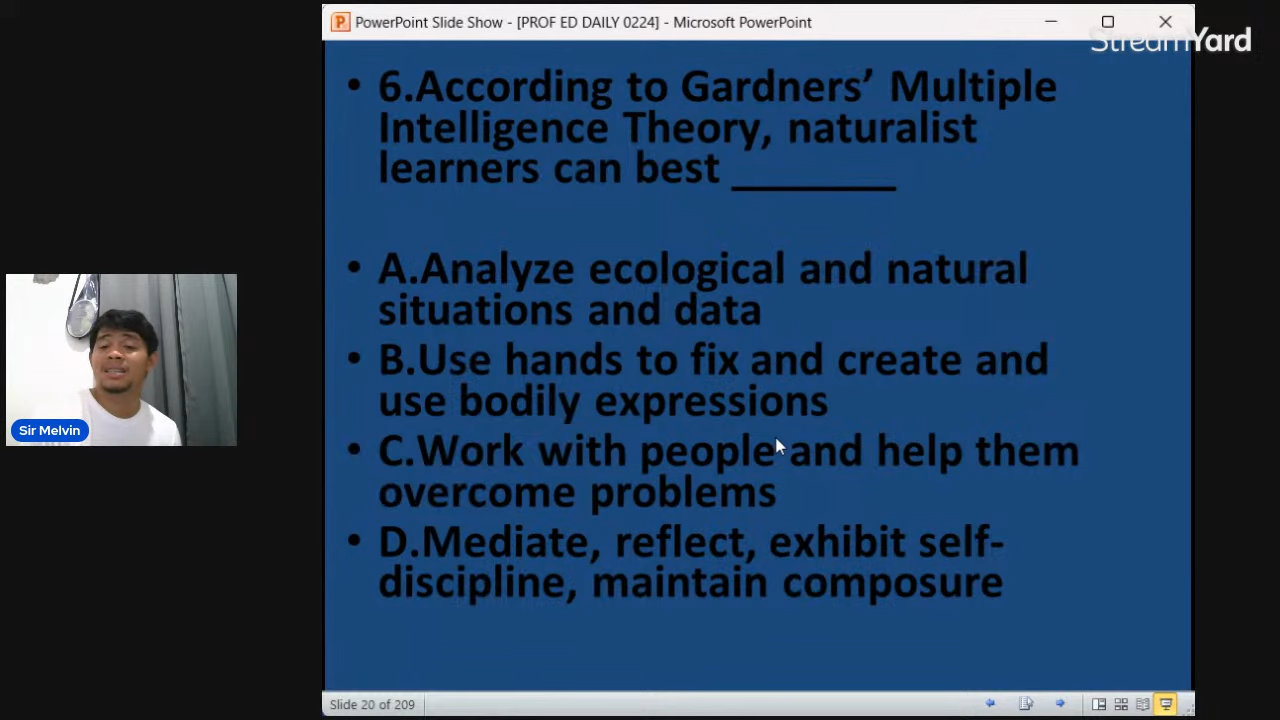 PowerPoint Slide Show - [PROF ED DAILY 0224] - Microsoft PowerPoint
StreamYard
• 6.According to Gardners’ Multiple
Intelligence Theory, naturalist
learners can best _______
• A.Analyze ecological and natural
situations and data
• B.Use hands to fix and create and
use bodily expressions
• C.Work with people and help them
overcome problems
• D.Mediate, reflect, exhibit self-
discipline, maintain composure
Sir Melvin
Slide 20 of 209